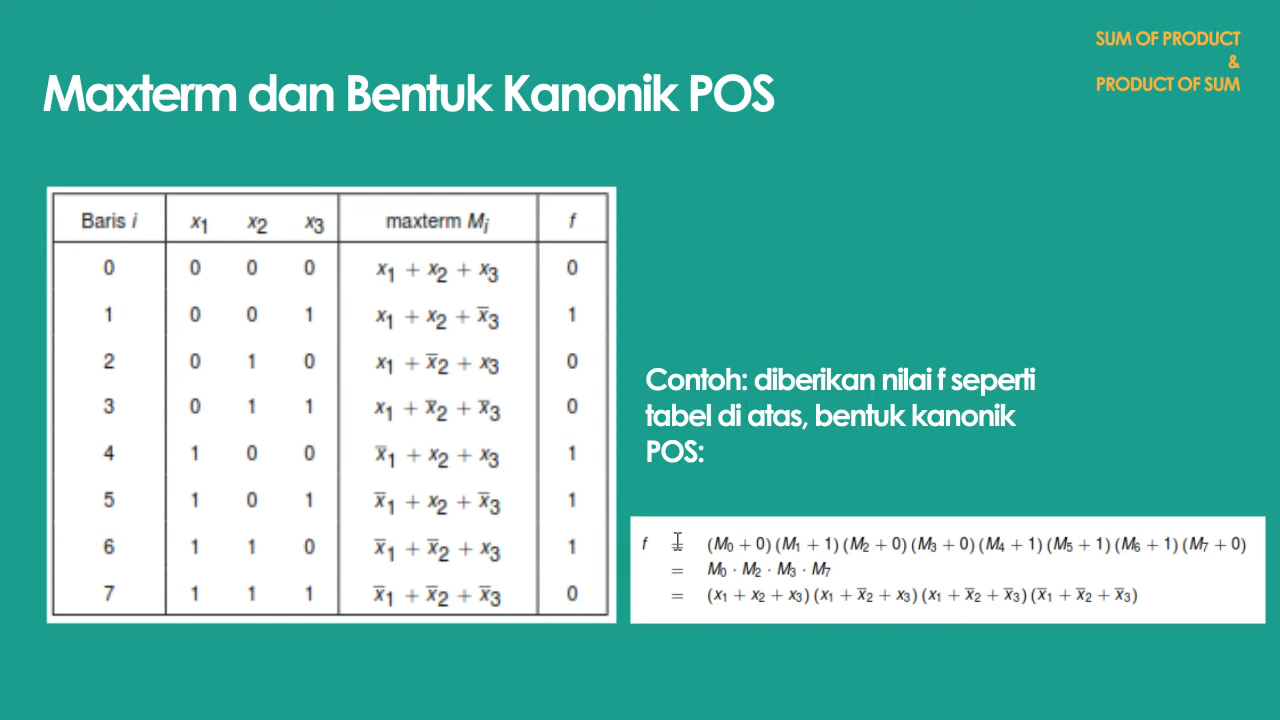 SUM OF PRODUCT
&
PRODUCT OF SUM
Maxterm dan Bentuk Kanonik POS
Baris i x₁ x₂ x₃ maxterm Mᵢ f
0 0 0 0 x₁ + x₂ + x₃ 0
1 0 0 1 x₁ + x₂ + x̅₃ 1
2 0 1 0 x₁ + x̅₂ + x₃ 0
3 0 1 1 x₁ + x̅₂ + x̅₃ 0
4 1 0 0 x̅₁ + x₂ + x₃ 1
5 1 0 1 x̅₁ + x₂ + x̅₃ 1
6 1 1 0 x̅₁ + x̅₂ + x₃ 1
7 1 1 1 x̅₁ + x̅₂ + x̅₃ 0
Contoh: diberikan nilai f seperti
tabel di atas, bentuk kanonik
POS:
f = (M₀ + 0) (M₁ + 1) (M₂ + 0) (M₃ + 0) (M₄ + 1) (M₅ + 1) (M₆ + 1) (M₇ + 0)
= M₀ · M₂ · M₃ · M₇
= (x₁ + x₂ + x₃) (x₁ + x̅₂ + x₃) (x₁ + x̅₂ + x̅₃) (x̅₁ + x̅₂ + x̅₃)